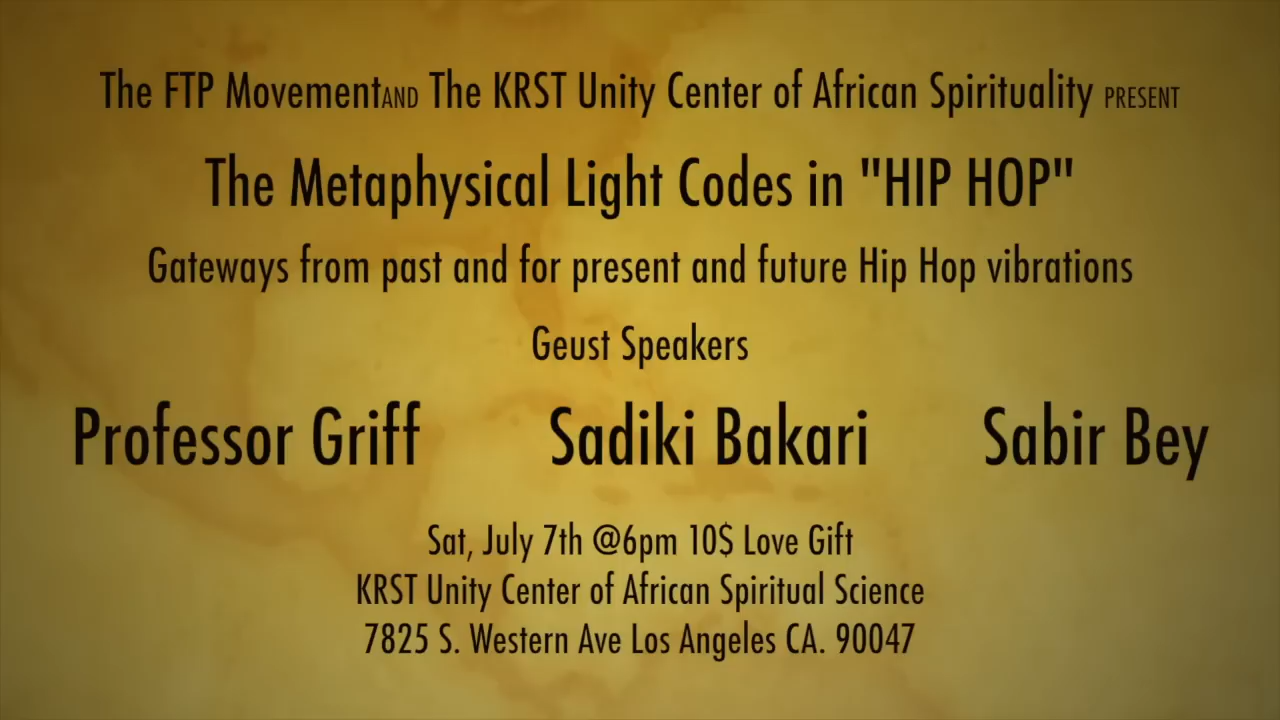 The FTP MovementAND The KRST Unity Center of African Spirituality PRESENT
The Metaphysical Light Codes in "HIP HOP"
Gateways from past and for present and future Hip Hop vibrations
Geust Speakers
Professor Griff Sadiki Bakari Sabir Bey
Sat, July 7th @6pm 10$ Love Gift
KRST Unity Center of African Spiritual Science
7825 S. Western Ave Los Angeles CA. 90047